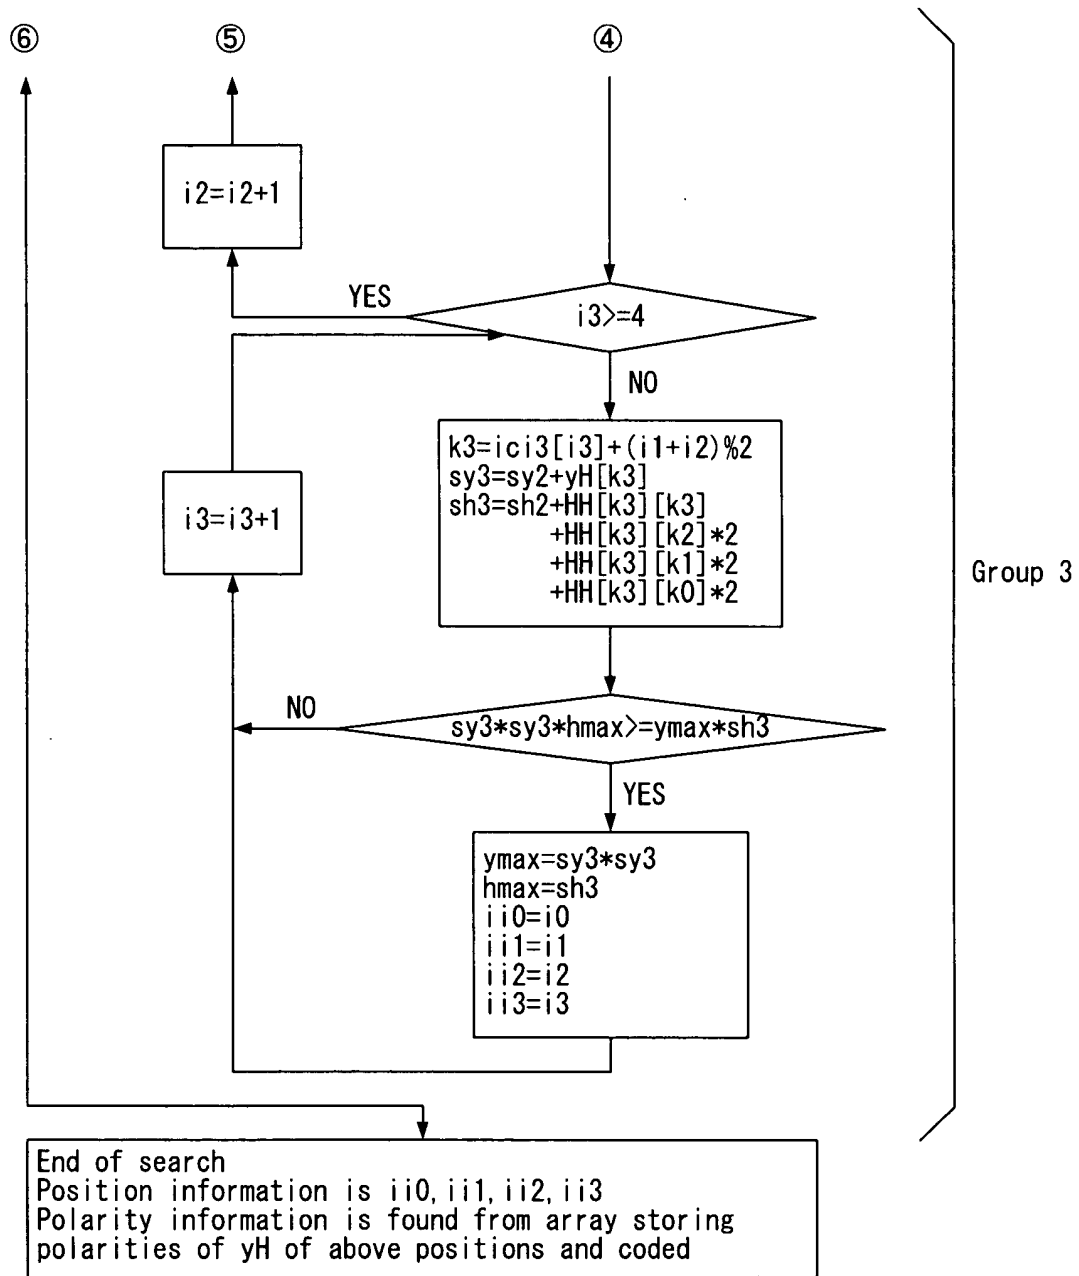 ⑥ ⑤ ④
i2=i2+1
YES
i3>=4
NO
k3=ici3[i3]+(i1+i2)%2
sy3=sy2+yH[k3]
sh3=sh2+HH[k3][k3]
+HH[k3][k2]*2
+HH[k3][k1]*2
+HH[k3][k0]*2
i3=i3+1
Group 3
NO
sy3*sy3*hmax>=ymax*sh3
YES
ymax=sy3*sy3
hmax=sh3
ii0=i0
ii1=i1
ii2=i2
ii3=i3
End of search
Position information is ii0,ii1,ii2,ii3
Polarity information is found from array storing
polarities of yH of above positions and coded